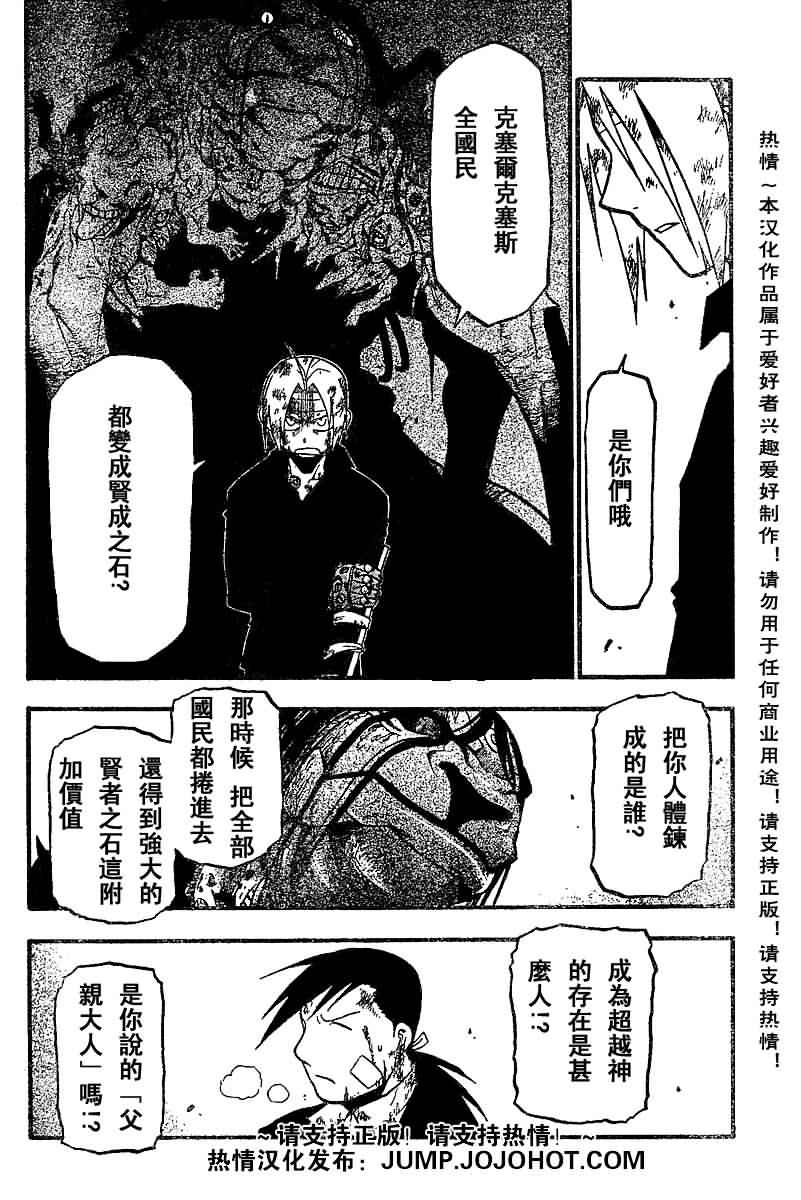 是你們哦
克塞爾克塞斯
全國民
都變成賢成之石?
把你人體鍊
成的是誰?
那時候 把全部
國民都捲進去
還得到強大的
賢者之石這附
加價值
成為超越神
的存在是甚
麼人!?
是你說的「父
親大人」嗎!?
热情~本汉化作品属于爱好者兴趣爱好制作!请勿用于任何商业用途!请支持正版!请支持热情!
~请支持正版! 请支持热情! ~
热情汉化发布:JUMP.JOJOHOT.COM